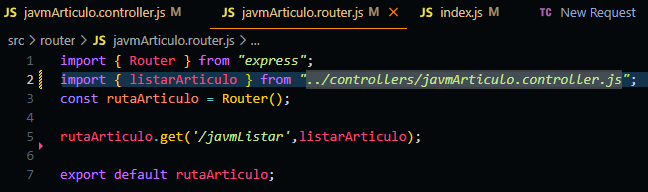 JS javmArticulo.controller.js M JS javmArticulo.router.js M × JS index.js M TC New Request
src > router > JS javmArticulo.router.js > ...
1 import { Router } from "express";
2 import { listarArticulo } from "../controllers/javmArticulo.controller.js";
3 const rutaArticulo = Router();
4
5 rutaArticulo.get('/javmListar',listarArticulo);
6
7 export default rutaArticulo;